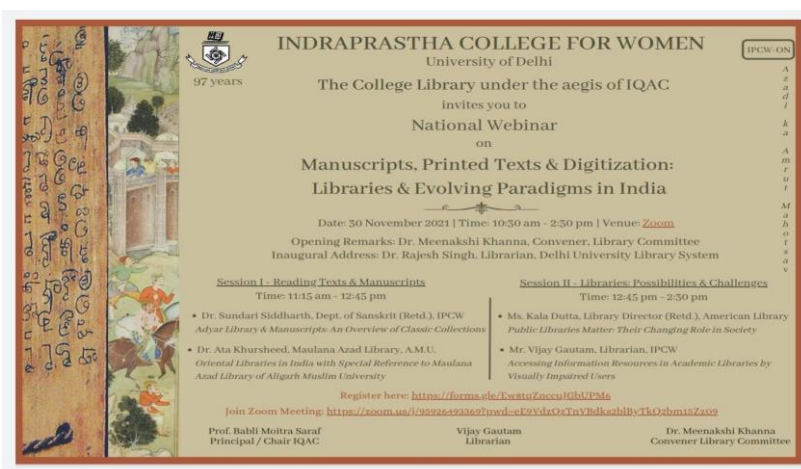 INDRAPRASTHA COLLEGE FOR WOMEN
University of Delhi
97 years
IPCW-ON
Azadi ka Amrut Mahotsav
The College Library under the aegis of IQAC
invites you to
National Webinar
on
Manuscripts, Printed Texts & Digitization:
Libraries & Evolving Paradigms in India
Date: 30 November 2021 | Time: 10:30 am - 2:30 pm | Venue: Zoom
Opening Remarks: Dr. Meenakshi Khanna, Convener, Library Committee
Inaugural Address: Dr. Rajesh Singh, Librarian, Delhi University Library System
Session I - Reading Texts & Manuscripts
Time: 11:15 am - 12:45 pm
• Dr. Sundari Siddharth, Dept. of Sanskrit (Retd.), IPCW
Adyar Library & Manuscripts: An Overview of Classic Collections
• Dr. Ata Khursheed, Maulana Azad Library, A.M.U.
Oriental Libraries in India with Special Reference to Maulana
Azad Library of Aligarh Muslim University
Session II - Libraries: Possibilities & Challenges
Time: 12:45 pm - 2:30 pm
• Ms. Kala Dutta, Library Director (Retd.), American Library
Public Libraries Matter: Their Changing Role in Society
• Mr. Vijay Gautam, Librarian, IPCW
Accessing Information Resources in Academic Libraries by
Visually Impaired Users
Register here:
Join Zoom Meeting:
Prof. Babli Moitra Saraf
Principal / Chair IQAC
Vijay Gautam
Librarian
Dr. Meenakshi Khanna
Convener Library Committee